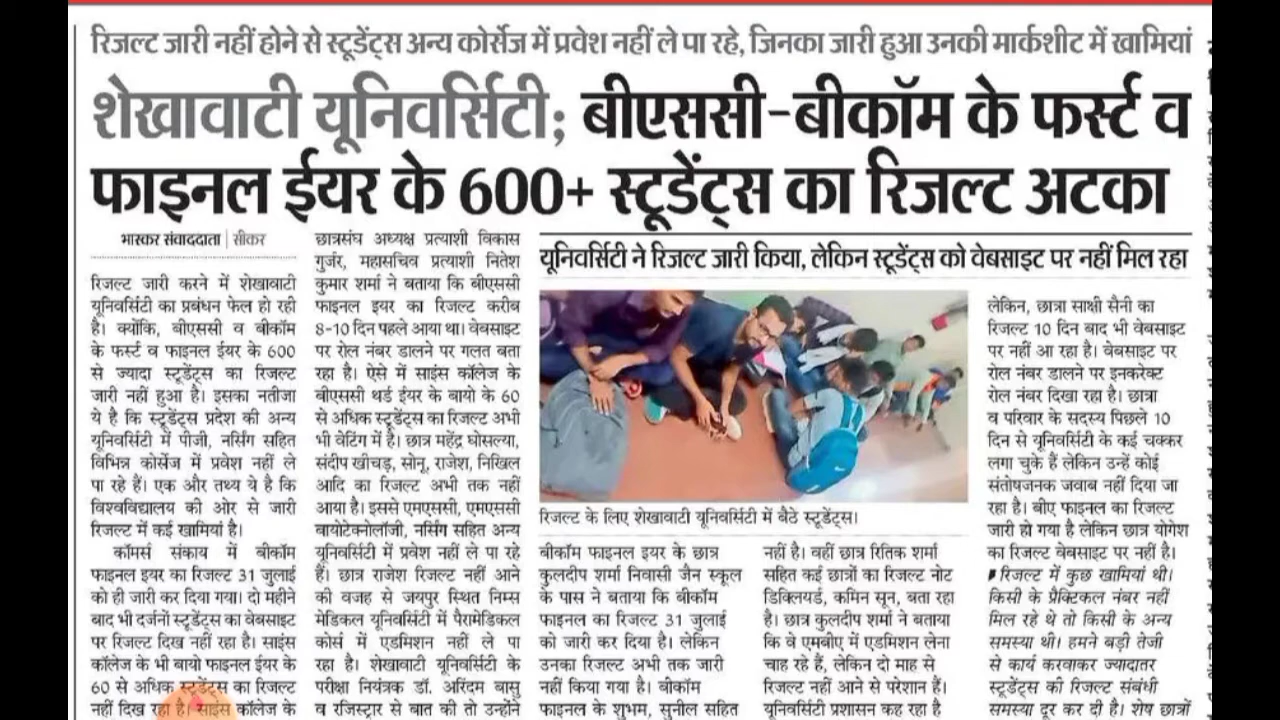 रिजल्ट जारी नहीं होने से स्टूडेंट्स अन्य कोर्सेज में प्रवेश नहीं ले पा रहे, जिनका जारी हुआ उनकी मार्कशीट में खामियां
शेखावाटी यूनिवर्सिटी; बीएससी-बीकॉम के फर्स्ट व
फाइनल ईयर के 600+ स्टूडेंट्स का रिजल्ट अटका
भास्कर संवाददाता | सीकर
रिजल्ट जारी करने में शेखावाटी
यूनिवर्सिटी का प्रबंधन फेल हो रही
है। क्योंकि, बीएससी व बीकॉम
के फर्स्ट व फाइनल ईयर के 600
से ज्यादा स्टूडेंट्स का रिजल्ट
जारी नहीं हुआ है। इसका नतीजा
ये है कि स्टूडेंट्स प्रदेश की अन्य
यूनिवर्सिटी में पीजी, नर्सिंग सहित
विभिन्न कोर्सेज में प्रवेश नहीं ले
पा रहे हैं। एक और तथ्य ये है कि
विश्वविद्यालय की ओर से जारी
रिजल्ट में कई खामियां है।
कॉमर्स संकाय में बीकॉम
फाइनल इयर का रिजल्ट 31 जुलाई
को ही जारी कर दिया गया। दो महीने
बाद भी दर्जनों स्टूडेंट्स का वेबसाइट
पर रिजल्ट दिख नहीं रहा है। साइंस
कॉलेज के भी बायो फाइनल ईयर के
60 से अधिक स्टूडेंट्स का रिजल्ट
नहीं दिख रहा है। साइंस कॉलेज के
छात्रसंघ अध्यक्ष प्रत्याशी विकास
गुर्जर, महासचिव प्रत्याशी नितेश
कुमार शर्मा ने बताया कि बीएससी
फाइनल इयर का रिजल्ट करीब
8-10 दिन पहले आया था। वेबसाइट
पर रोल नंबर डालने पर गलत बता
रहा है। ऐसे में साइंस कॉलेज के
बीएससी थर्ड ईयर के बायो के 60
से अधिक स्टूडेंट्स का रिजल्ट अभी
भी वेटिंग में है। छात्र महेंद्र घोसल्या,
संदीप खीचड़, सोनू, राजेश, निखिल
आदि का रिजल्ट अभी तक नहीं
आया है। इससे एमएससी, एमएससी
बायोटेक्नोलॉजी, नर्सिंग सहित अन्य
यूनिवर्सिटी में प्रवेश नहीं ले पा रहे
हैं। छात्र राजेश रिजल्ट नहीं आने
की वजह से जयपुर स्थित निम्स
मेडिकल यूनिवर्सिटी में पैरामेडिकल
कोर्स में एडमिशन नहीं ले पा
रहा है। शेखावाटी यूनिवर्सिटी के
परीक्षा नियंत्रक डॉ. अरिंदम बासु
व रजिस्ट्रार से बात की तो उन्होंने
यूनिवर्सिटी ने रिजल्ट जारी किया, लेकिन स्टूडेंट्स को वेबसाइट पर नहीं मिल रहा
रिजल्ट के लिए शेखावाटी यूनिवर्सिटी में बैठे स्टूडेंट्स।
बीकॉम फाइनल इयर के छात्र
कुलदीप शर्मा निवासी जैन स्कूल
के पास ने बताया कि बीकॉम
फाइनल का रिजल्ट 31 जुलाई
को जारी कर दिया है। लेकिन
उनका रिजल्ट अभी तक जारी
नहीं किया गया है। बीकॉम
फाइनल के शुभम, सुनील सहित
नहीं है। वहीं छात्र रितिक शर्मा
सहित कई छात्रों का रिजल्ट नोट
डिक्लियर्ड, कमिन सून, बता रहा
है। छात्र कुलदीप शर्मा ने बताया
कि वे एमबीए में एडमिशन लेना
चाह रहे हैं, लेकिन दो माह से
रिजल्ट नहीं आने से परेशान हैं।
यूनिवर्सिटी प्रशासन कह रहा है
लेकिन, छात्रा साक्षी सैनी का
रिजल्ट 10 दिन बाद भी वेबसाइट
पर नहीं आ रहा है। वेबसाइट पर
रोल नंबर डालने पर इनकरेक्ट
रोल नंबर दिखा रहा है। छात्रा
व परिवार के सदस्य पिछले 10
दिन से यूनिवर्सिटी के कई चक्कर
लगा चुके हैं लेकिन उन्हें कोई
संतोषजनक जवाब नहीं दिया जा
रहा है। बीए फाइनल का रिजल्ट
जारी हो गया है लेकिन छात्र योगेश
का रिजल्ट वेबसाइट पर नहीं है।
रिजल्ट में कुछ खामियां थी।
किसी के प्रैक्टिकल नंबर नहीं
मिल रहे थे तो किसी के अन्य
समस्या थी। हमने बड़ी तेजी
से कार्य करवाकर ज्यादातर
स्टूडेंट्स की रिजल्ट संबंधी
समस्या दूर कर दी है। शेष छात्रों